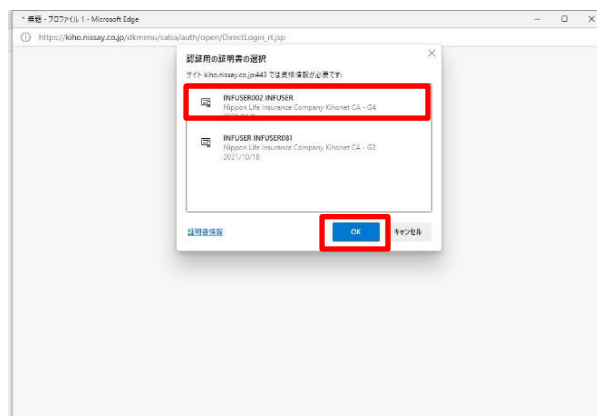 * 無題 - プロファイル 1 - Microsoft Edge
https://kiho.nissay.co.jp/dkmenu/salsa/auth/open/DirectLogin_rt.jsp
認証用の証明書の選択
サイト kiho.nissay.co.jp:443 では資格情報が必要です:
INFUSER002 INFUSER
Nippon Life Insurance Company Kihonet CA - G4
INFUSER INFUSER081
Nippon Life Insurance Company Kihonet CA - G2
2021/10/18
証明書情報
OK
キャンセル